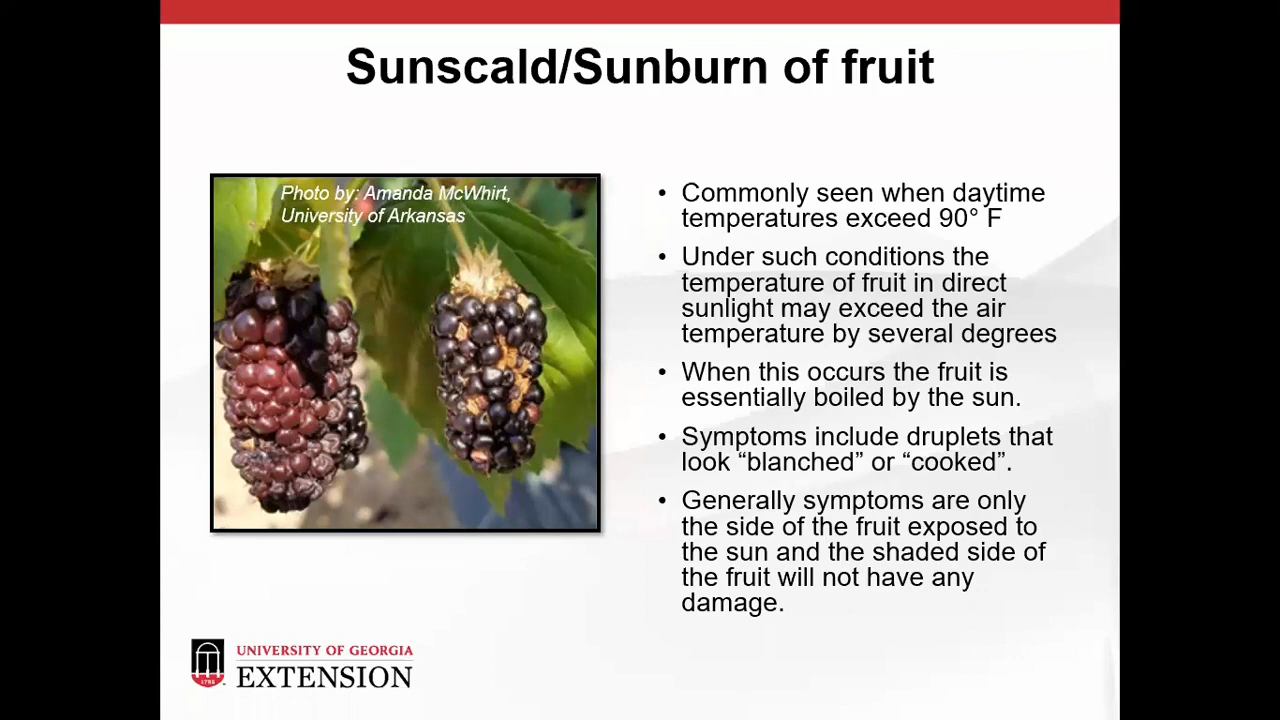 Sunscald/Sunburn of fruit
Photo by: Amanda McWhirt,
University of Arkansas
• Commonly seen when daytime
temperatures exceed 90° F
• Under such conditions the
temperature of fruit in direct
sunlight may exceed the air
temperature by several degrees
• When this occurs the fruit is
essentially boiled by the sun.
• Symptoms include druplets that
look “blanched” or “cooked”.
• Generally symptoms are only
the side of the fruit exposed to
the sun and the shaded side of
the fruit will not have any
damage.
1785
UNIVERSITY OF GEORGIA
EXTENSION